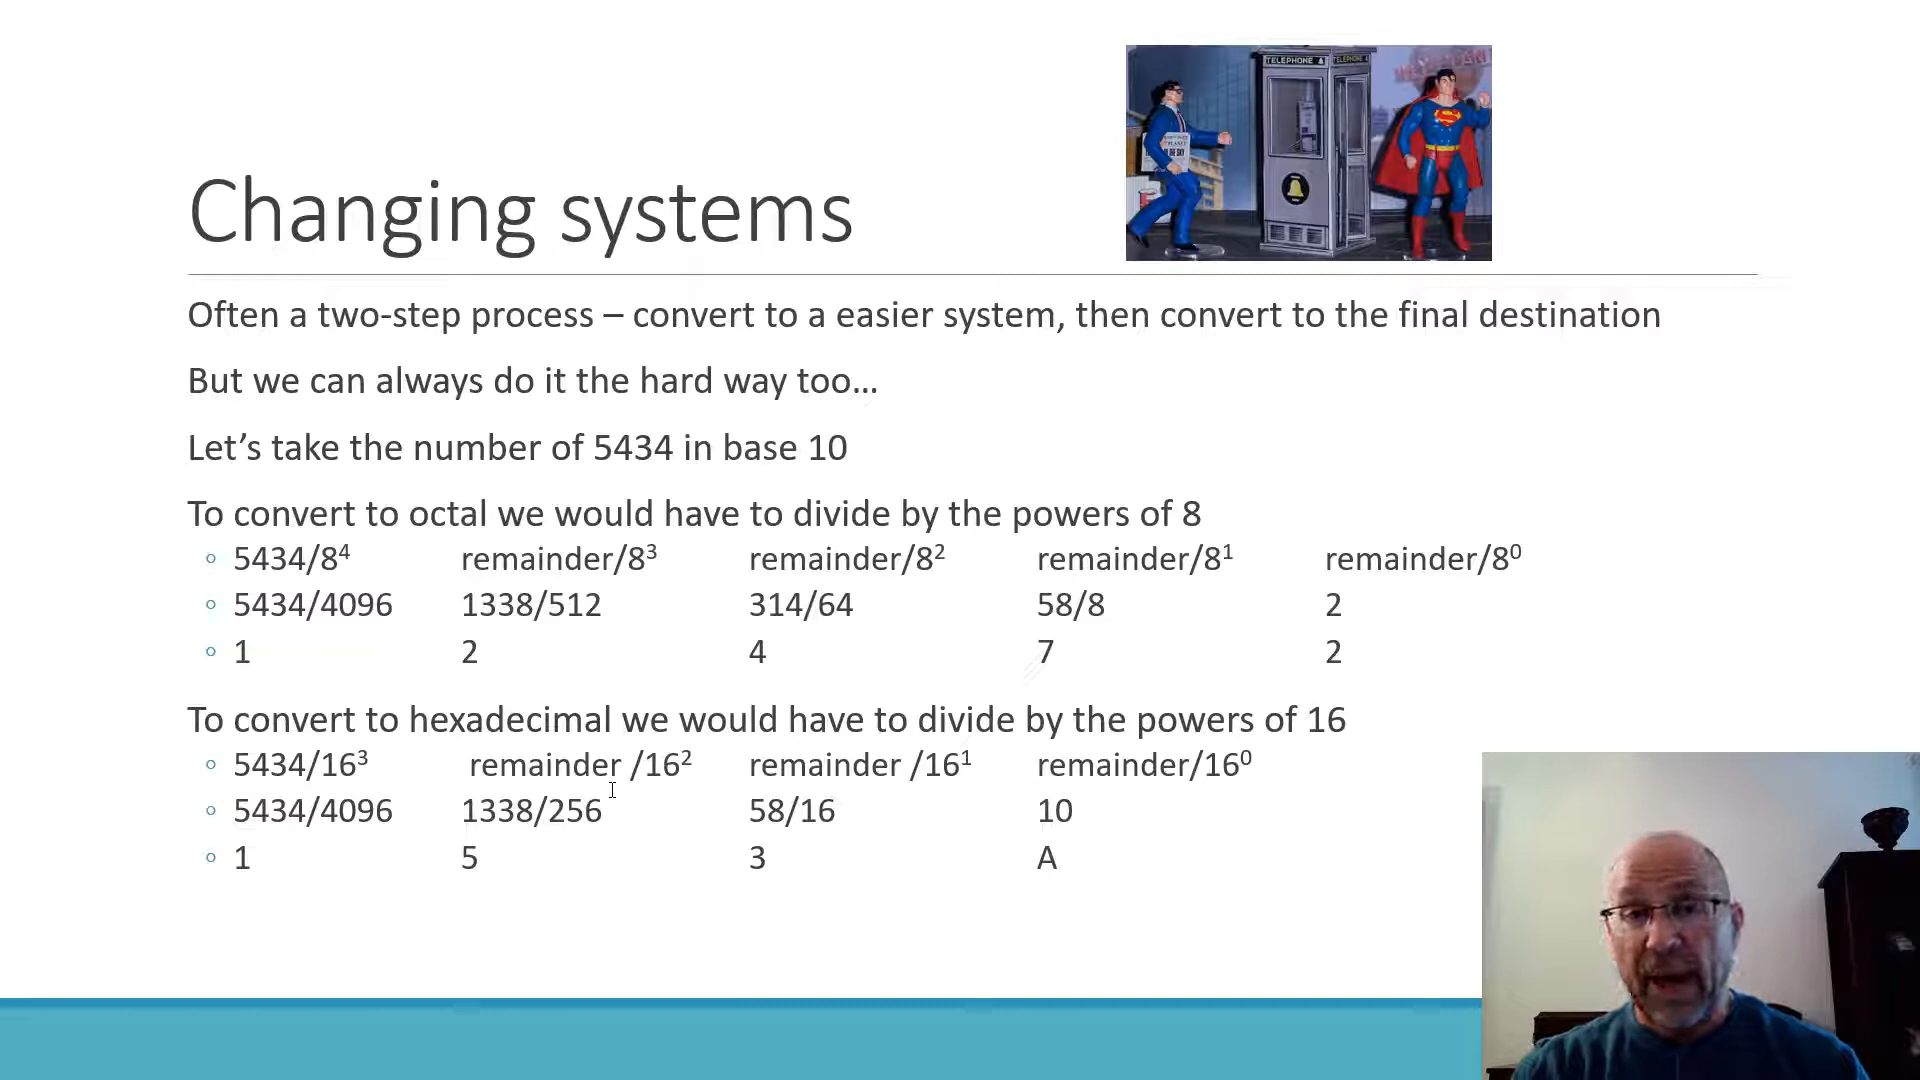 TELEPHONE TELEPHONE
Changing systems
Often a two-step process – convert to a easier system, then convert to the final destination
But we can always do it the hard way too…
Let’s take the number of 5434 in base 10
To convert to octal we would have to divide by the powers of 8
◦ 5434/8⁴ remainder/8³ remainder/8² remainder/8¹ remainder/8⁰
◦ 5434/4096 1338/512 314/64 58/8 2
◦ 1 2 4 7 2
To convert to hexadecimal we would have to divide by the powers of 16
◦ 5434/16³ remainder /16² remainder /16¹ remainder/16⁰
◦ 5434/4096 1338/256 58/16 10
◦ 1 5 3 A